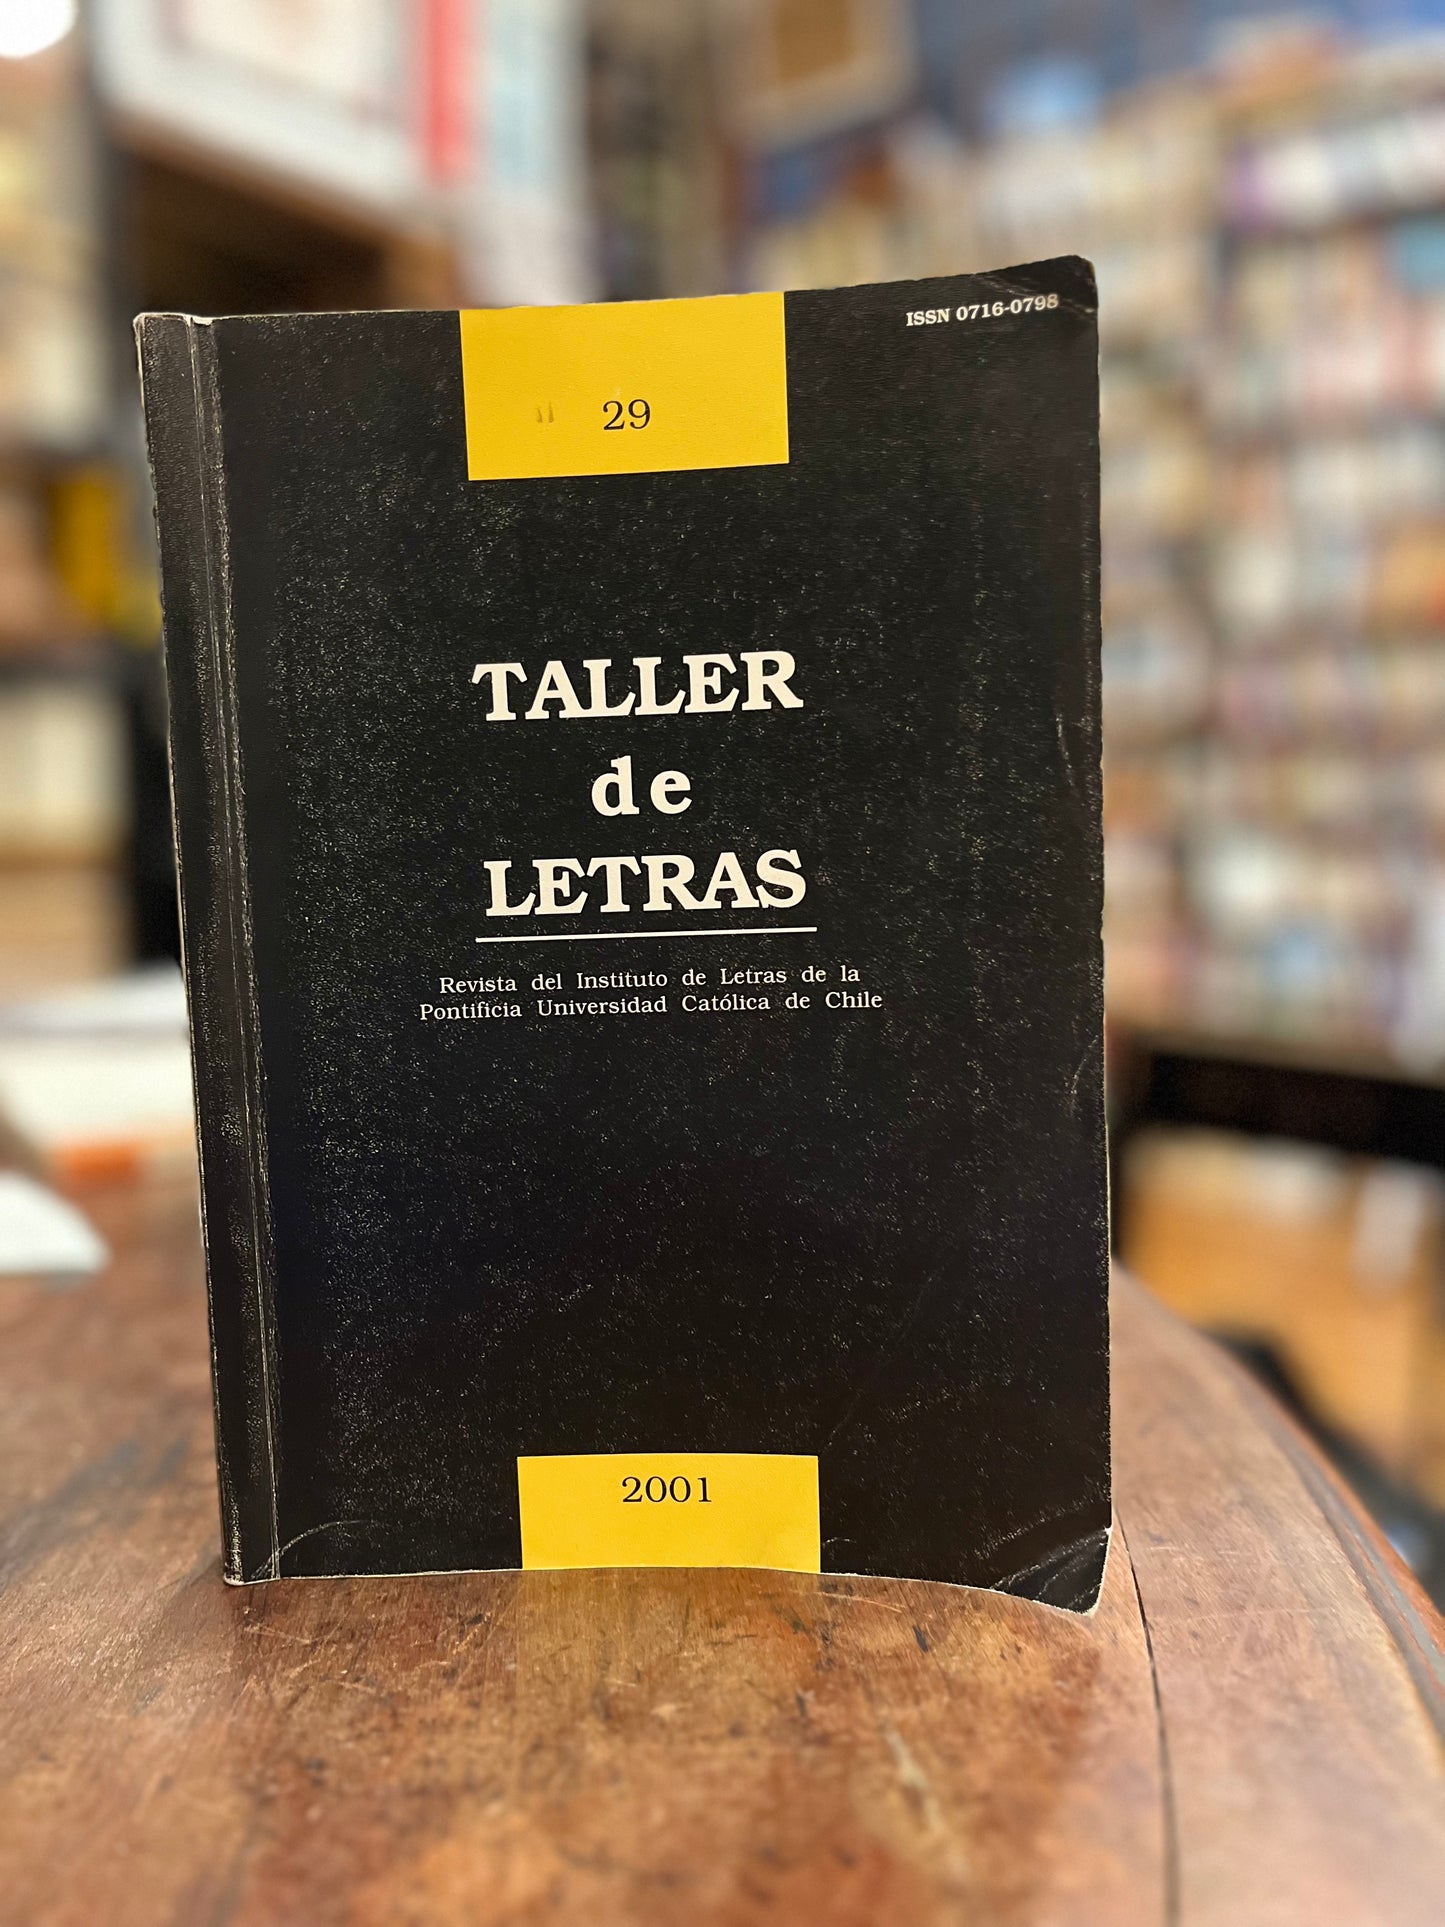 ISSN 0716-0798
29
TALLER
de
LETRAS
Revista del Instituto de Letras de la
Pontificia Universidad Católica de Chile
2001